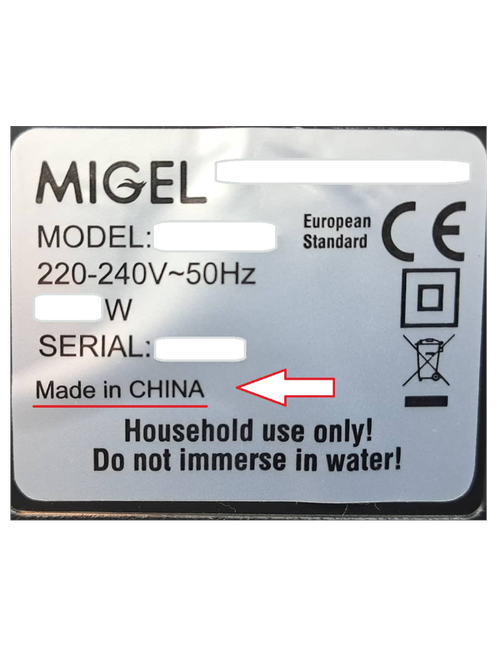 MIGEL
MODEL:
European
Standard
CE
220-240V~50Hz
W
SERIAL:
Made in CHINA
Household use only!
Do not immerse in water!